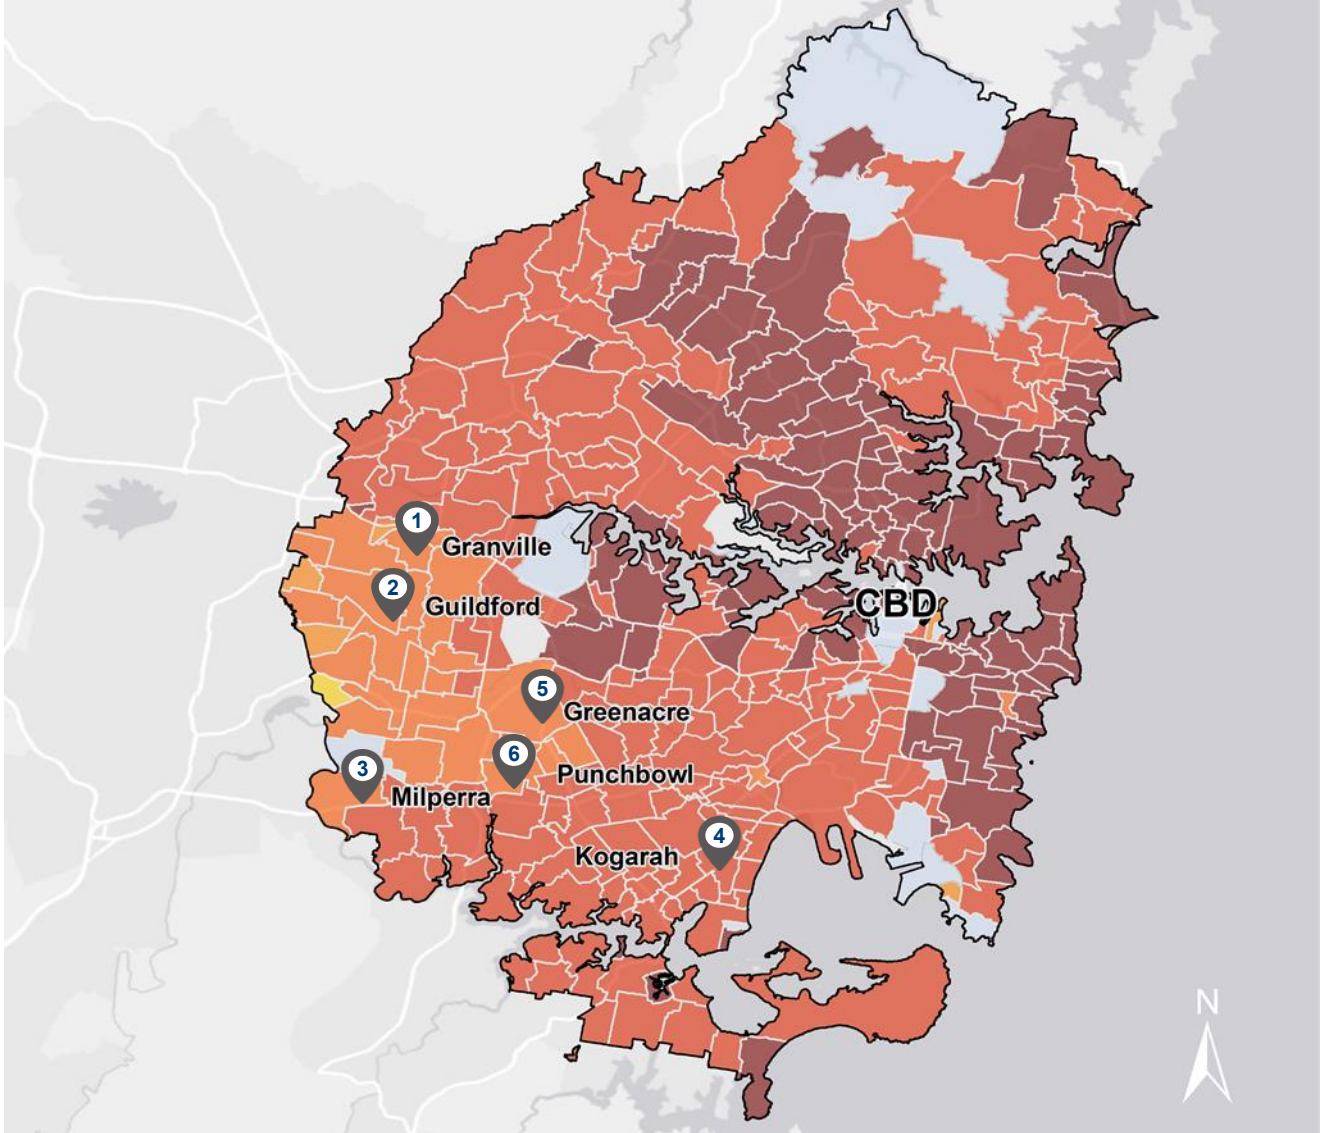 1
Granville
2
Guildford
CBD
5
Greenacre
6
Punchbowl
3
Milperra
4
Kogarah
N